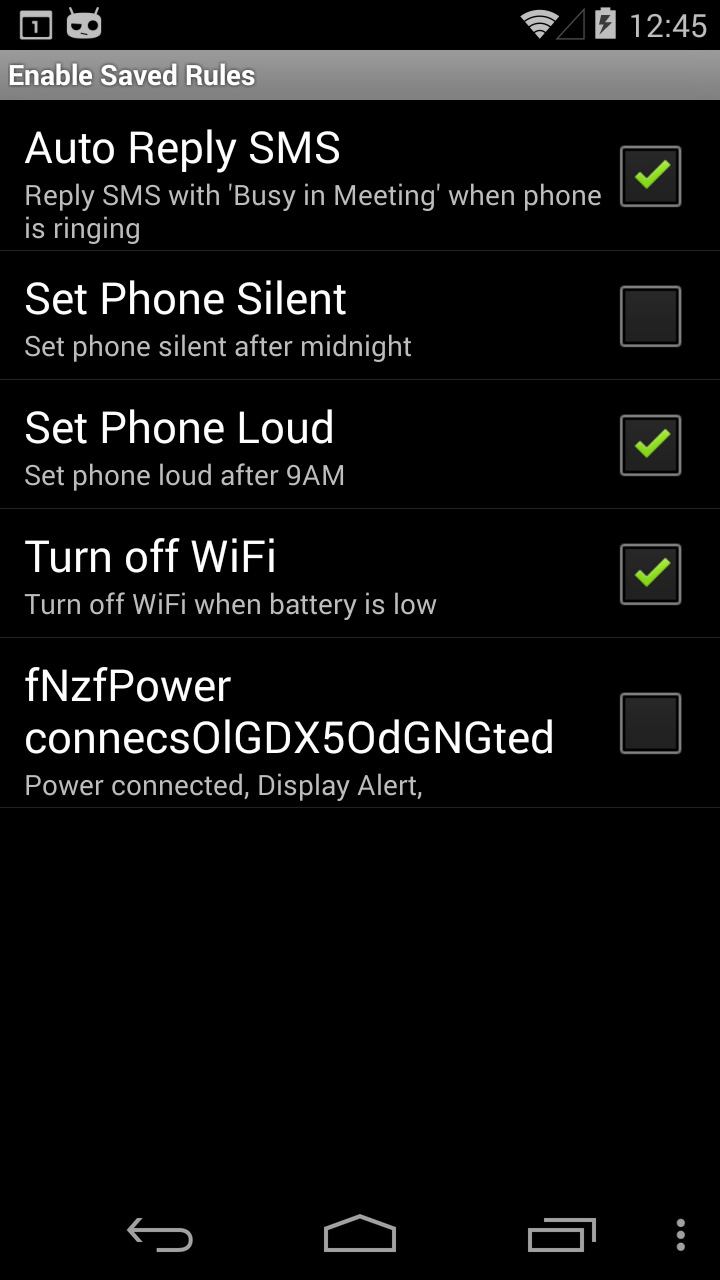 1
12:45
Enable Saved Rules
Auto Reply SMS
Reply SMS with 'Busy in Meeting' when phone
is ringing
Set Phone Silent
Set phone silent after midnight
Set Phone Loud
Set phone loud after 9AM
Turn off WiFi
Turn off WiFi when battery is low
fNzfPower
connecsOlGDX5OdGNGted
Power connected, Display Alert,